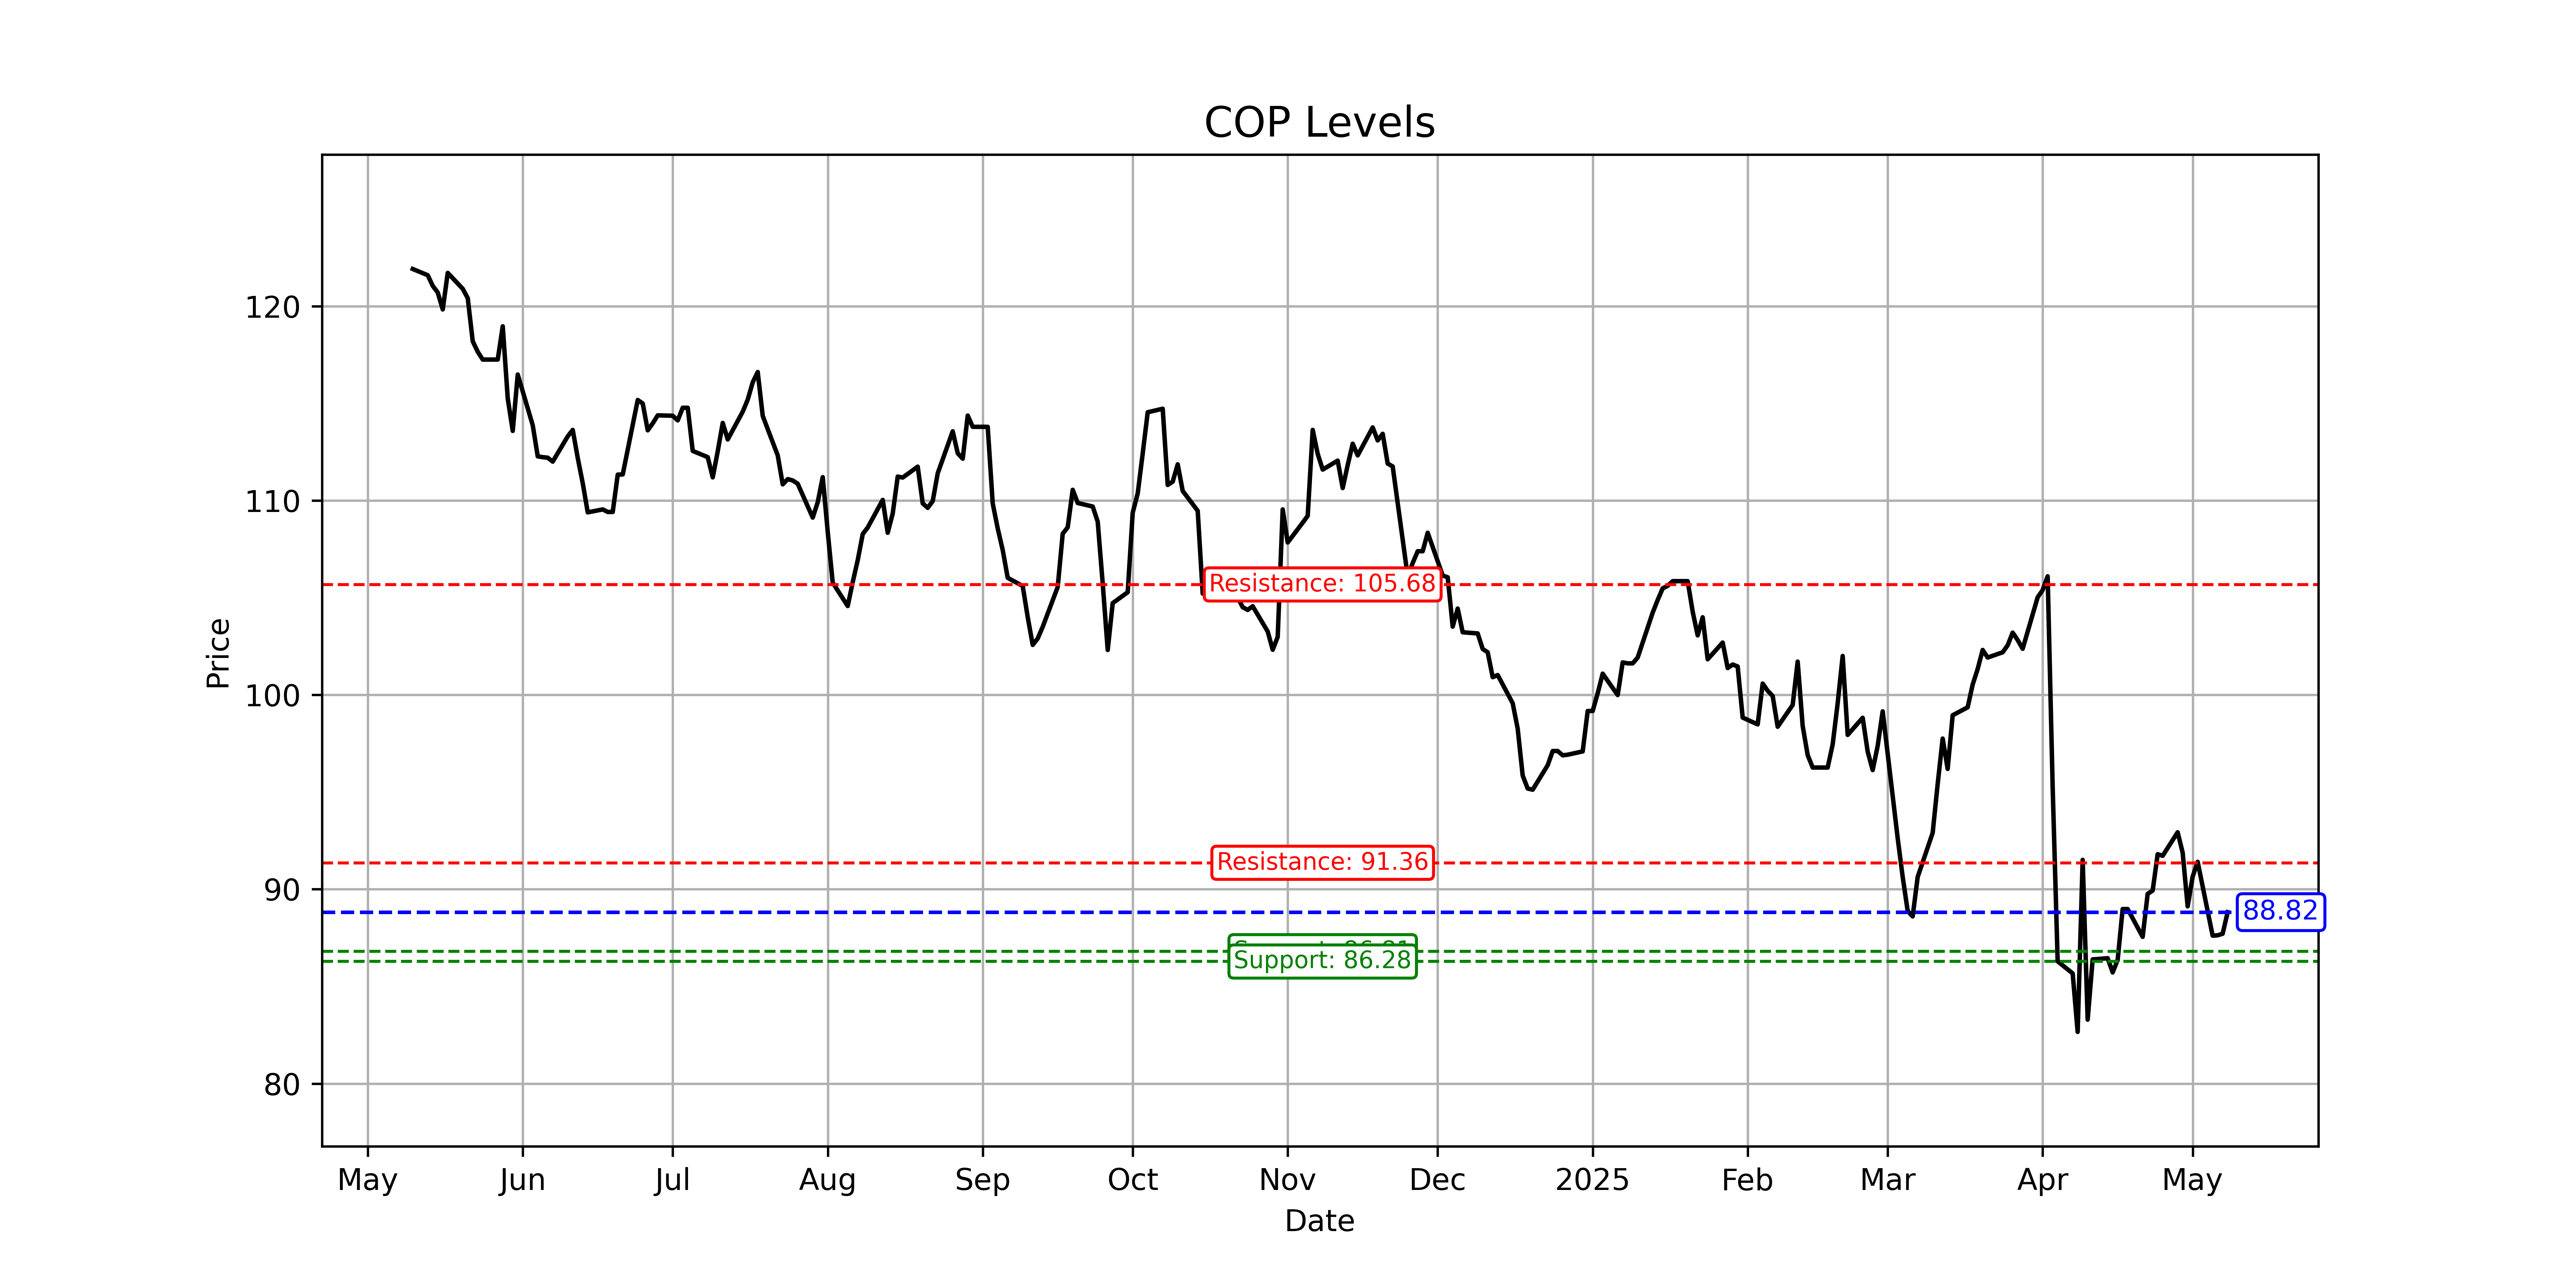 COP Levels
120
110
100
90
80
Price
Resistance: 105.68
Resistance: 91.36
88.82
Support: 86.28
May
Jun
Jul
Aug
Sep
Oct
Nov
Dec
2025
Feb
Mar
Apr
May
Date